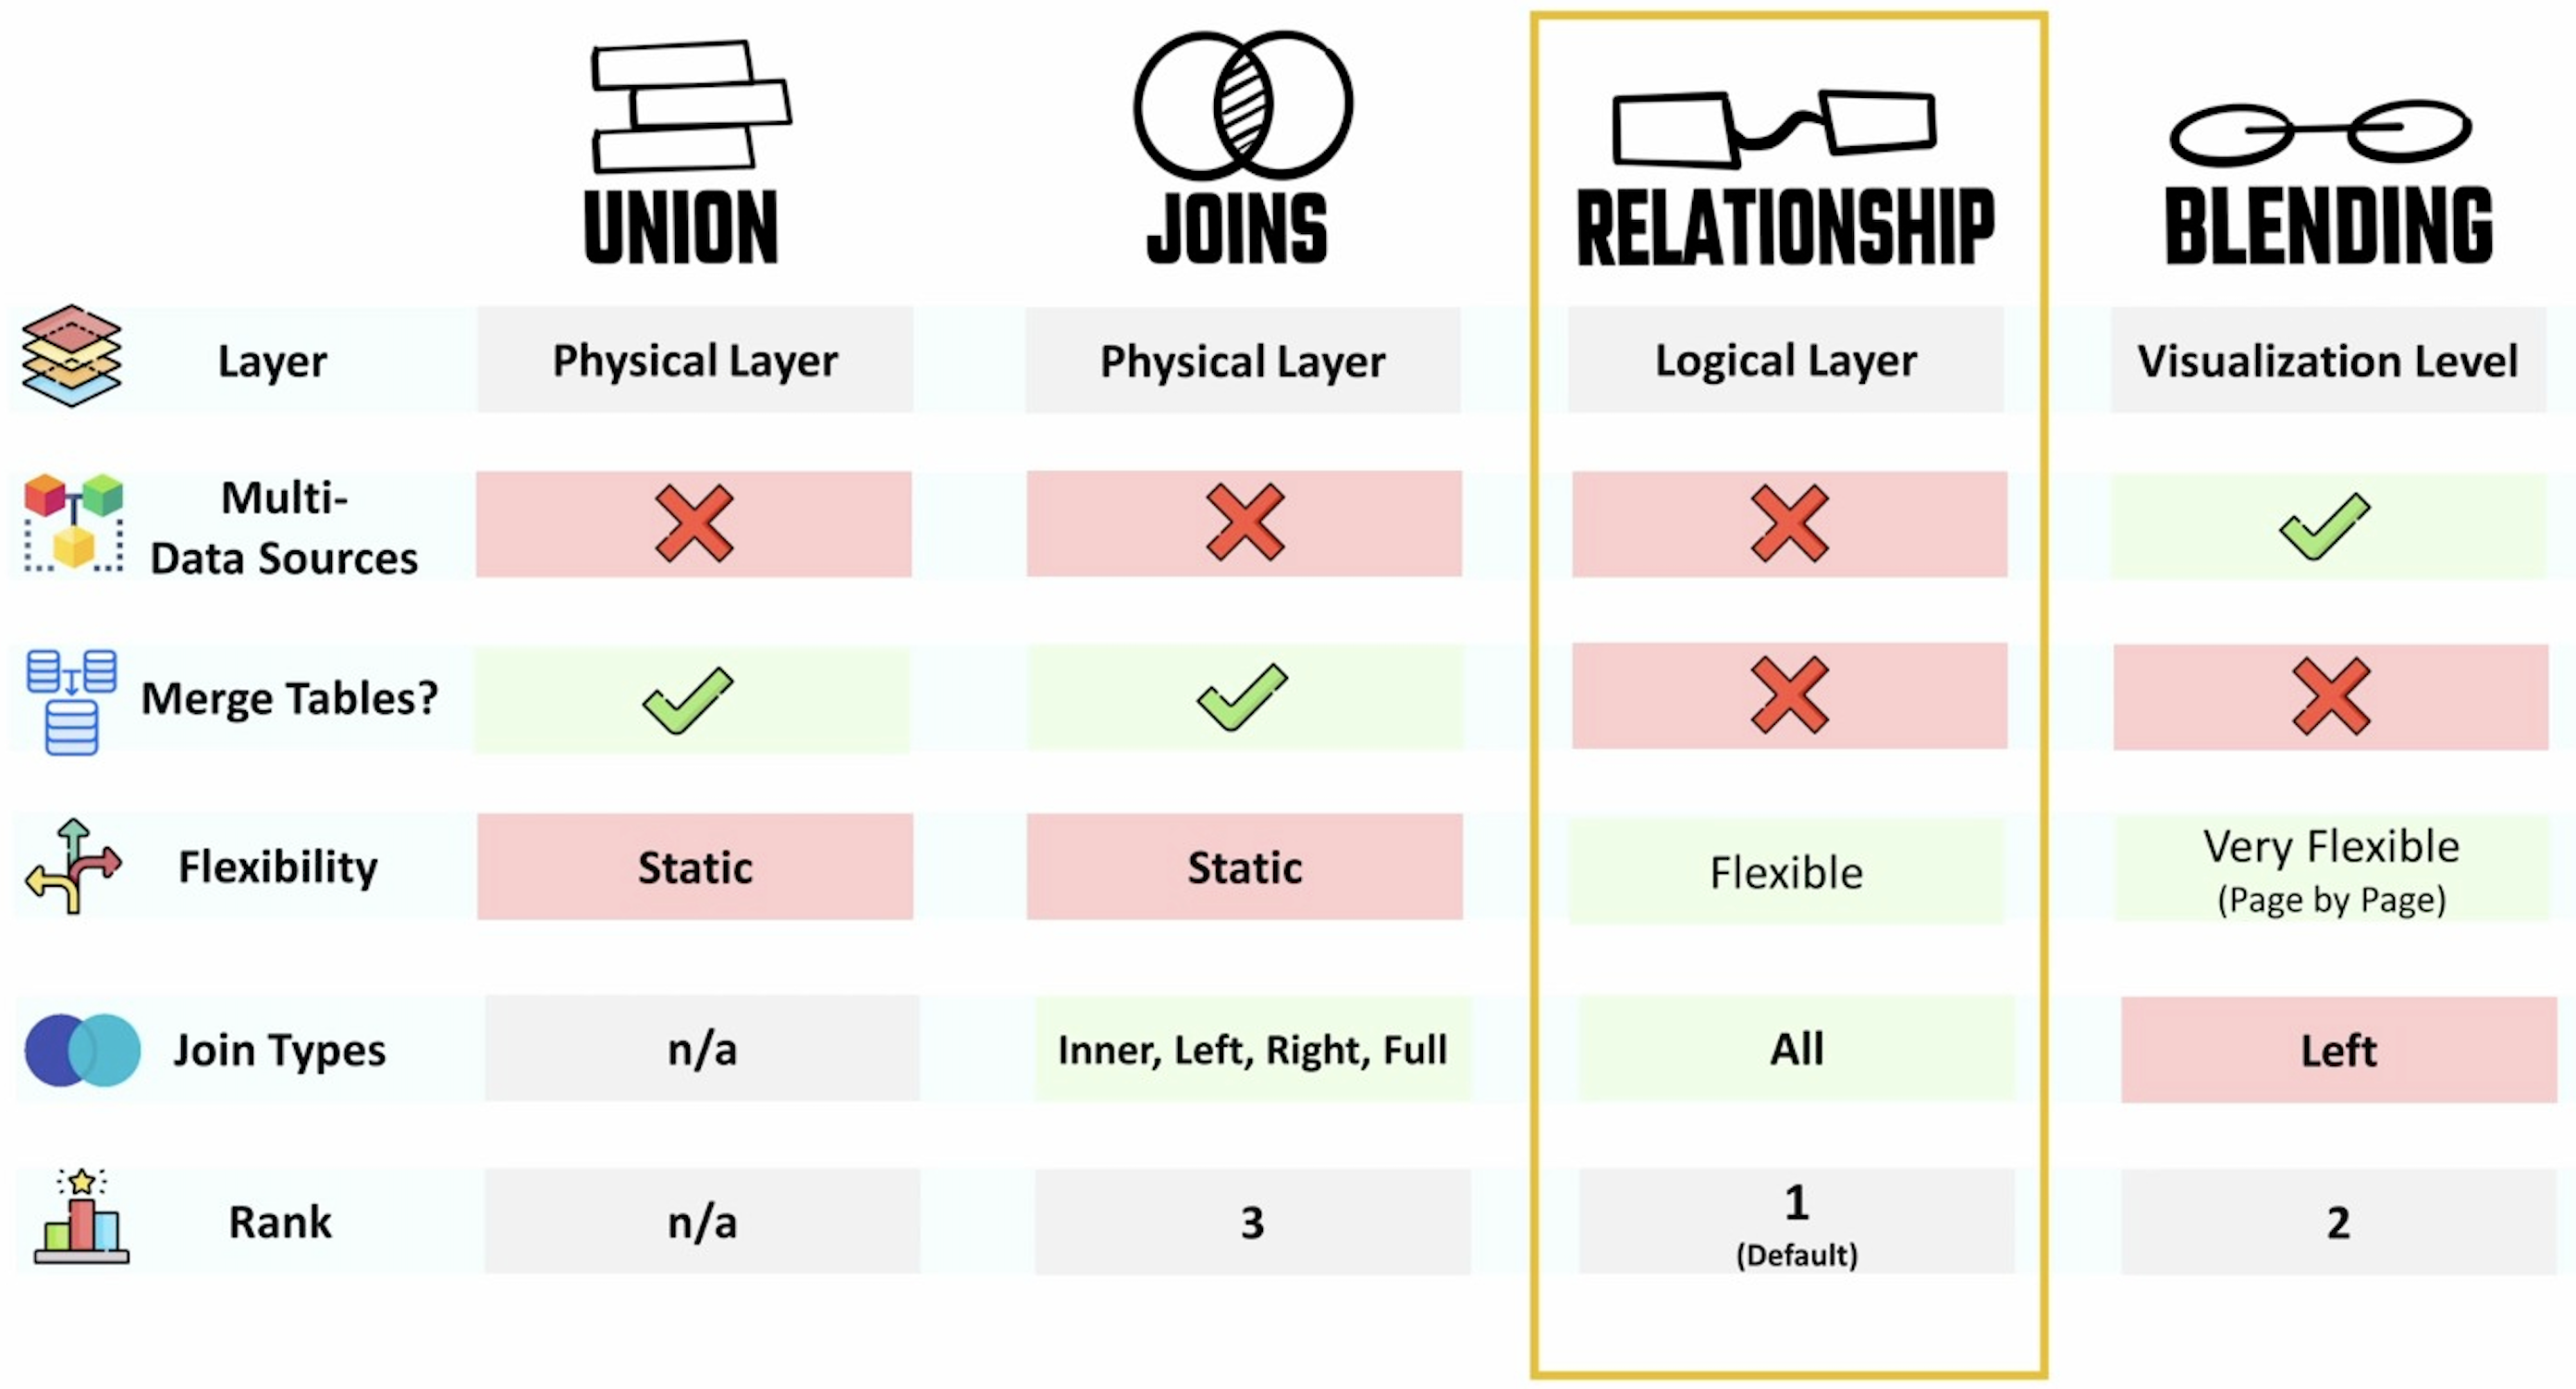 UNION
JOINS
RELATIONSHIP
BLENDING
Layer
Physical Layer
Physical Layer
Logical Layer
Visualization Level
Multi-
Data Sources
Merge Tables?
Flexibility
Static
Static
Flexible
Very Flexible
(Page by Page)
Join Types
n/a
Inner, Left, Right, Full
All
Left
Rank
n/a
3
1
(Default)
2